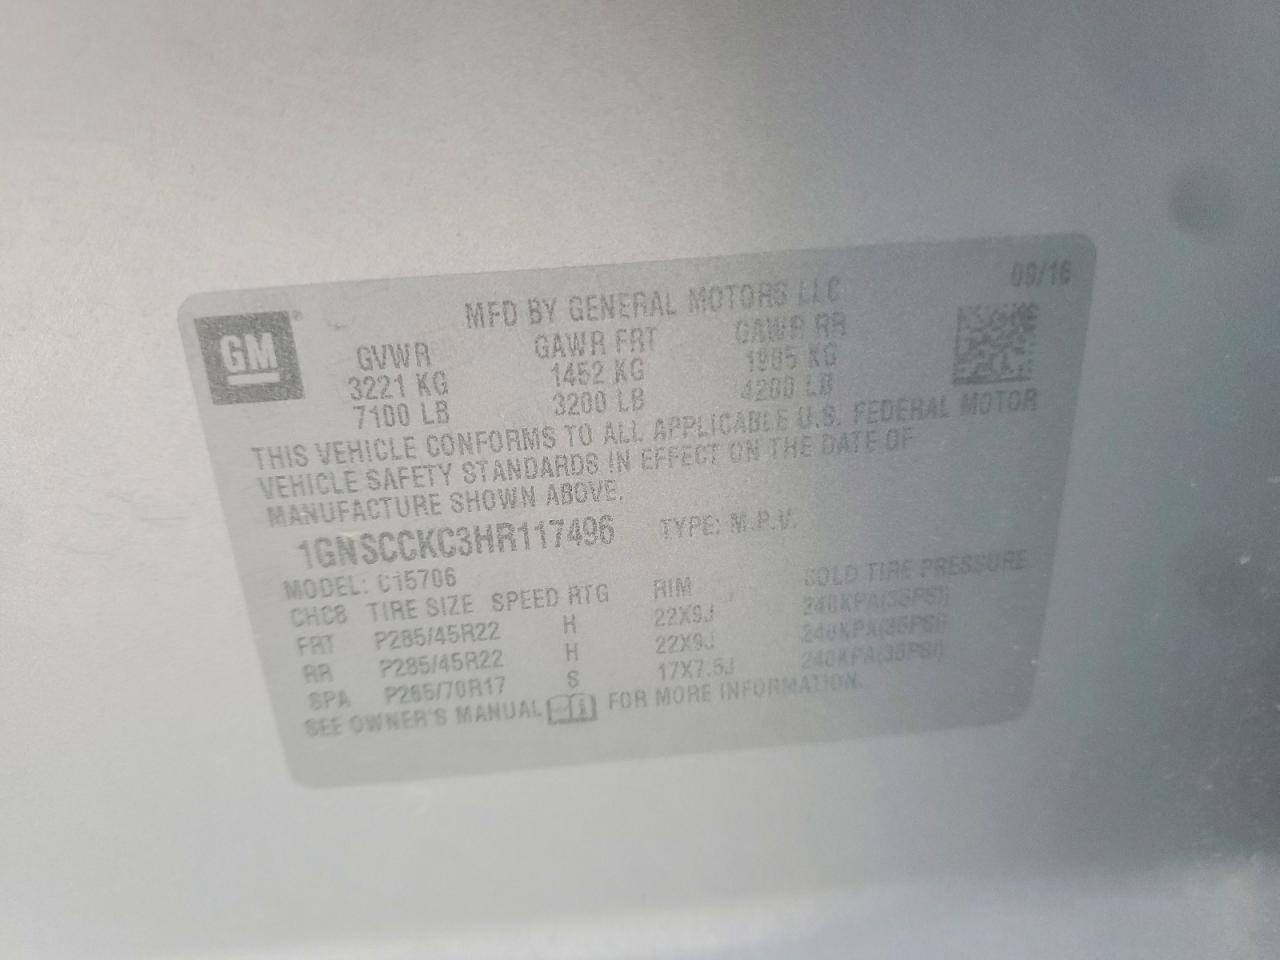 09/16
MFD BY GENERAL MOTORS LLC
GM
GVWR GAWR FRT GAWR RR
3221 KG 1452 KG 1905 KG
7100 LB 3200 LB 4200 LB
THIS VEHICLE CONFORMS TO ALL APPLICABLE U.S. FEDERAL MOTOR
VEHICLE SAFETY STANDARDS IN EFFECT ON THE DATE OF
MANUFACTURE SHOWN ABOVE.
1GNSCCKC3HR117496 TYPE: M.P.V.
MODEL: C15706
CHC8 TIRE SIZE SPEED RTG RIM COLD TIRE PRESSURE
FRT P285/45R22 H 22X9J 240KPA(35PSI)
RR P285/45R22 H 22X9J 240KPA(35PSI)
SPA P265/70R17 S 17X7.5J 240KPA(35PSI)
SEE OWNER'S MANUAL FOR MORE INFORMATION.